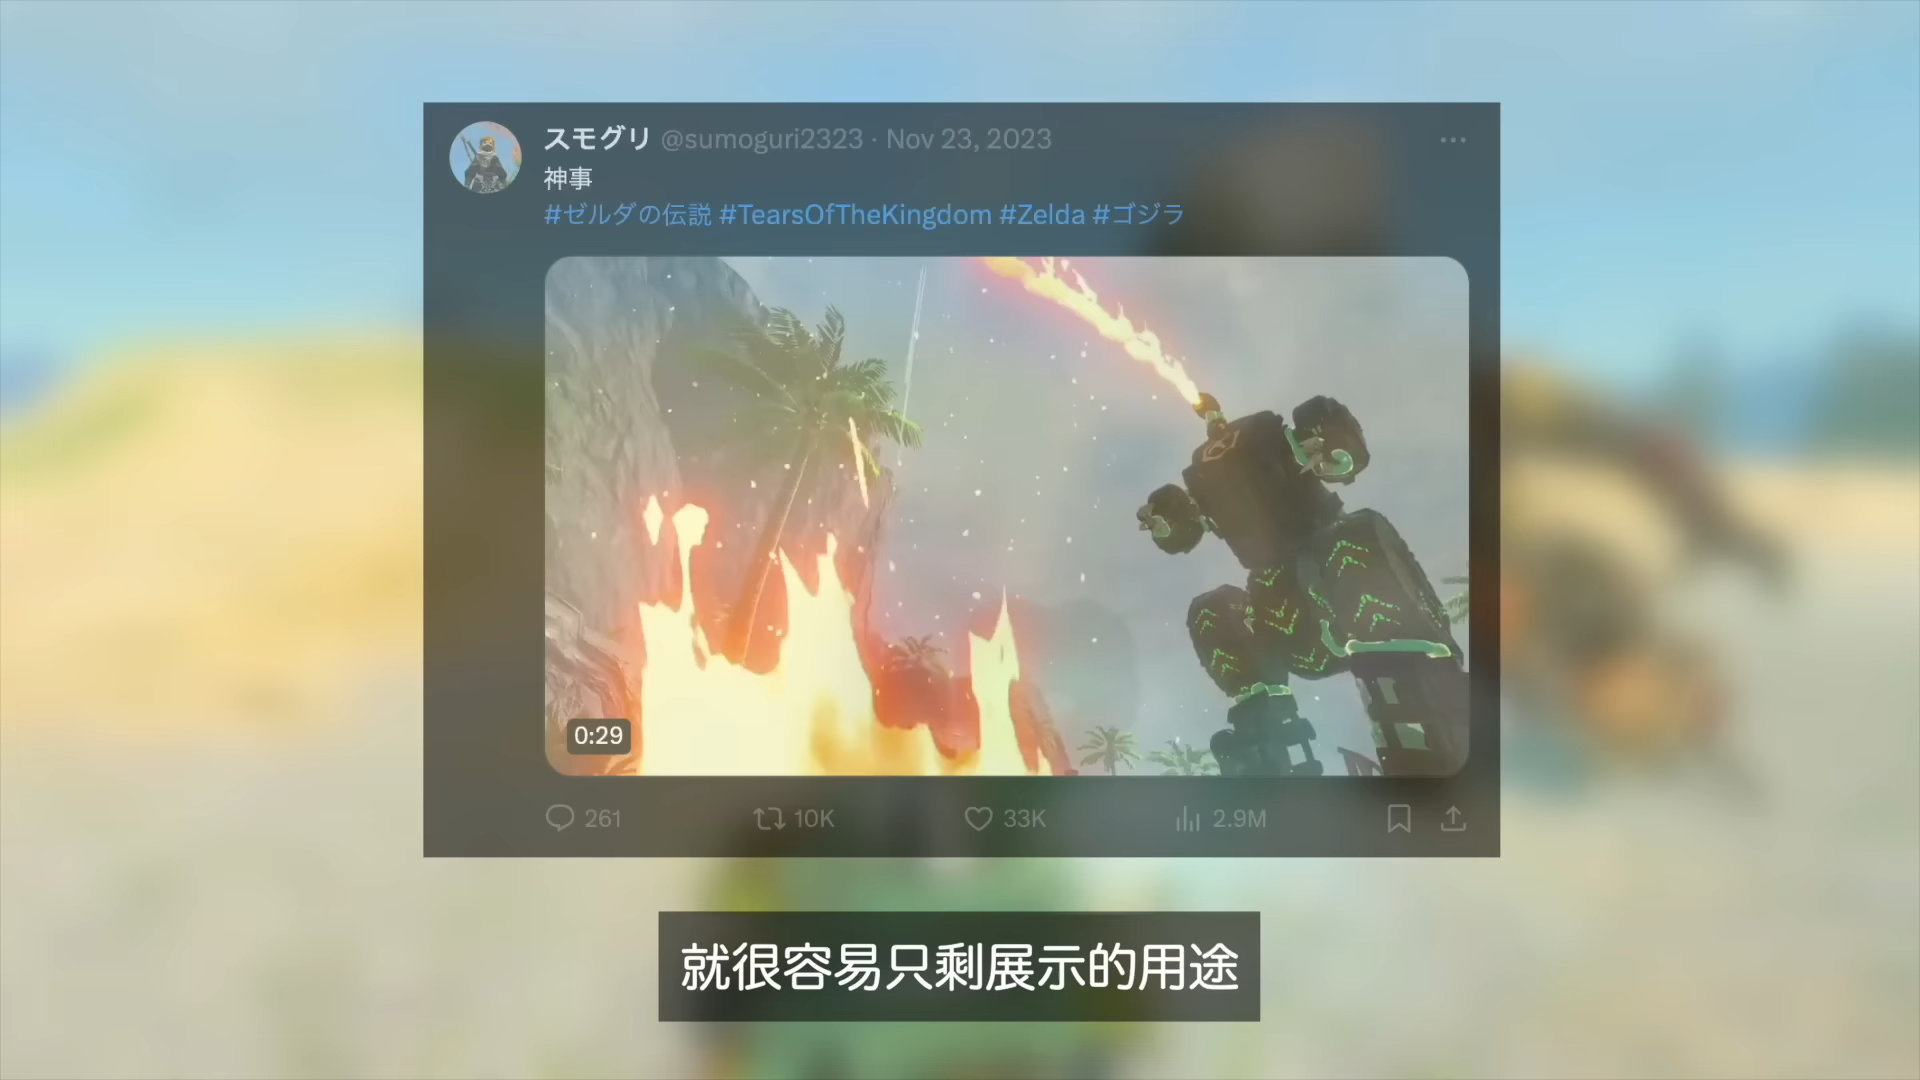 スモグリ @sumoguri2323 · Nov 23, 2023
神事
#ゼルダの伝説 #TearsOfTheKingdom #Zelda #ゴジラ
0:29
261 10K 33K 2.9M
就很容易只剩展示的用途